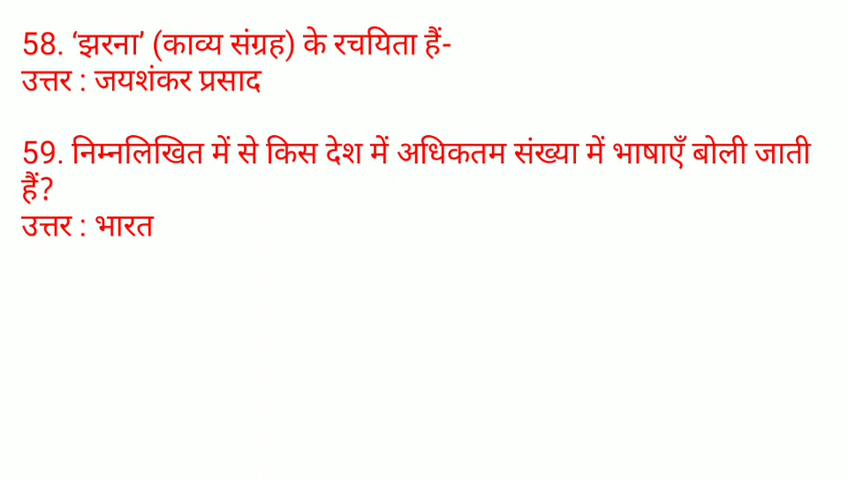 58. ‘झरना’ (काव्य संग्रह) के रचयिता हैं-
उत्तर : जयशंकर प्रसाद
59. निम्नलिखित में से किस देश में अधिकतम संख्या में भाषाएँ बोली जाती
हैं?
उत्तर : भारत